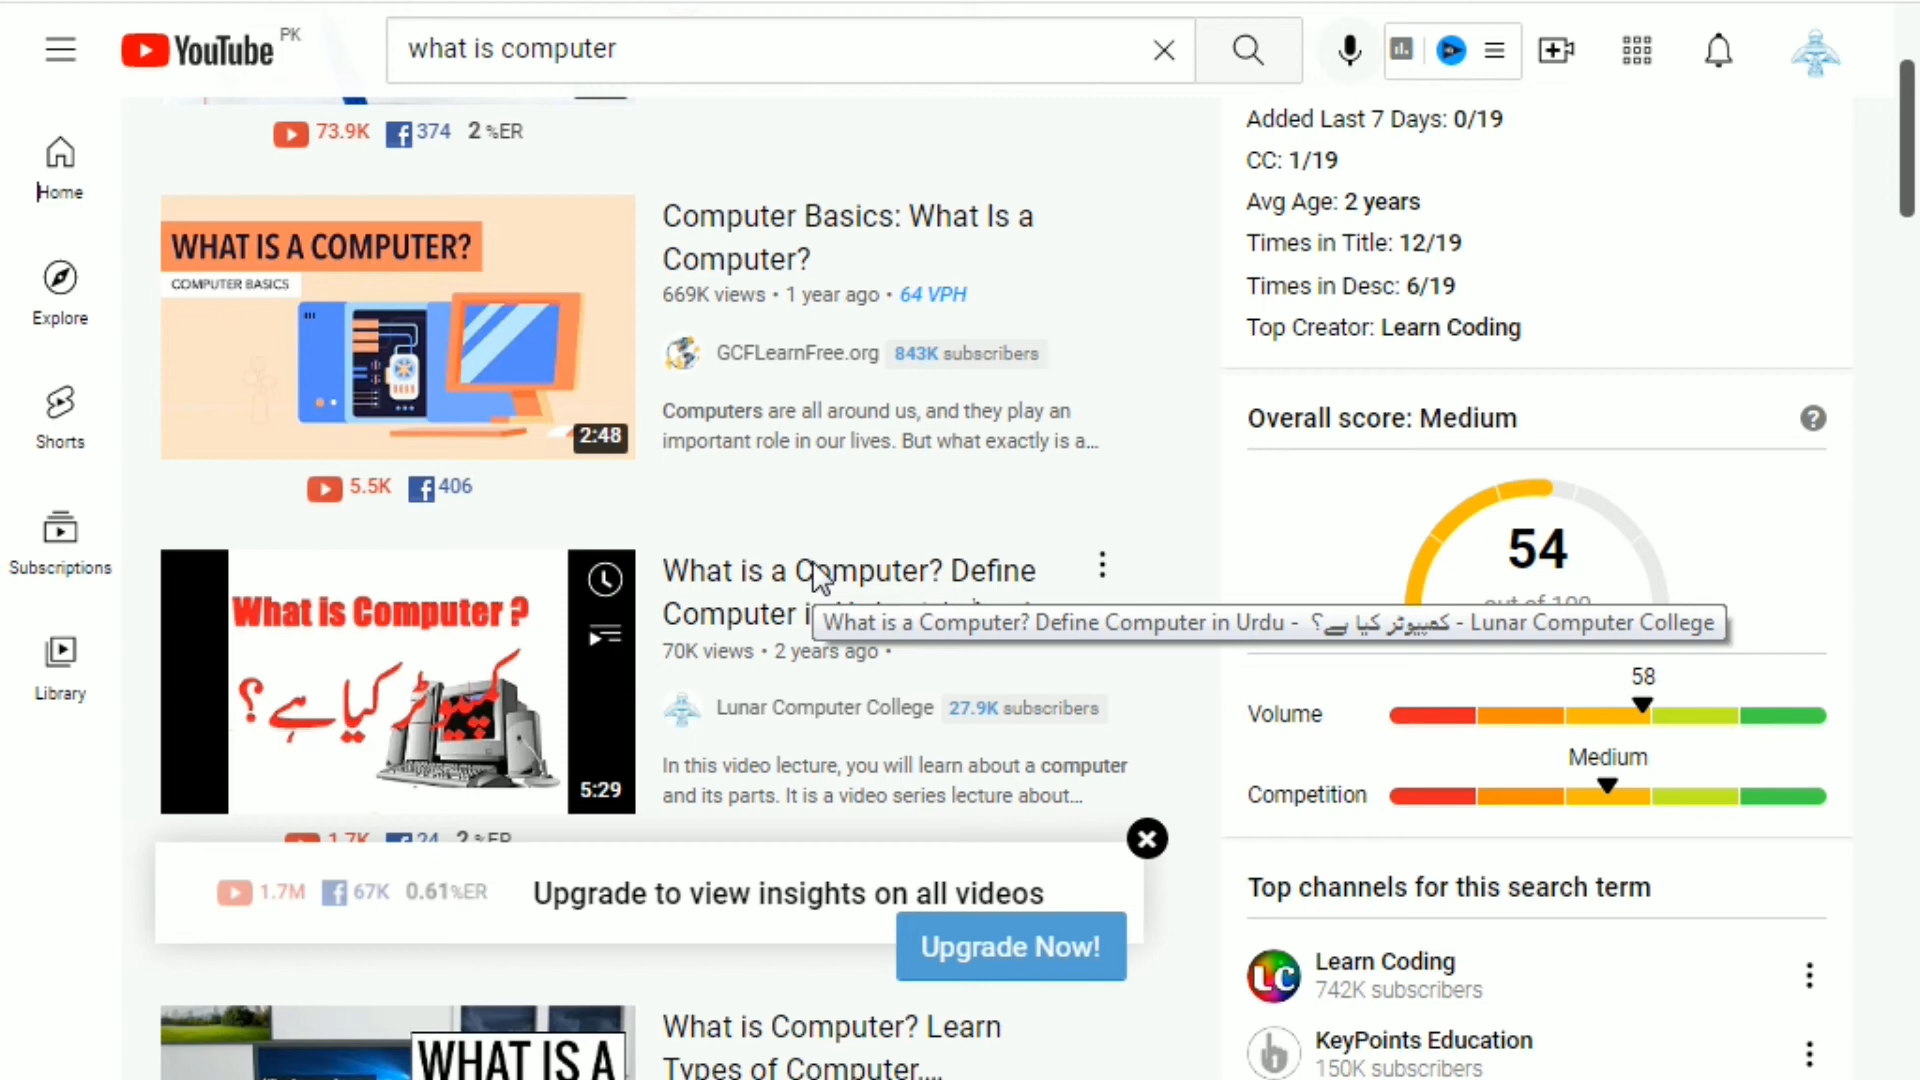 YouTube PK
what is computer
Home
Explore
Shorts
Subscriptions
Library
73.9K 374 2 %ER
WHAT IS A COMPUTER?
COMPUTER BASICS
2:48
Computer Basics: What Is a
Computer?
669K views • 1 year ago • 64 VPH
GCFLearnFree.org 843K subscribers
Computers are all around us, and they play an
important role in our lives. But what exactly is a...
5.5K 406
What is Computer ?
کمپیوٹر کیا ہے؟
5:29
What is a Computer? Define
Computer i
What is a Computer? Define Computer in Urdu - کمپیوٹر کیا ہے؟ - Lunar Computer College
70K views • 2 years ago •
Lunar Computer College 27.9K subscribers
In this video lecture, you will learn about a computer
and its parts. It is a video series lecture about...
1.7K 24 2 %ER
1.7M 67K 0.61%ER
Upgrade to view insights on all videos
Upgrade Now!
WHAT IS A
What is Computer? Learn
Types of Computer....
Added Last 7 Days: 0/19
CC: 1/19
Avg Age: 2 years
Times in Title: 12/19
Times in Desc: 6/19
Top Creator: Learn Coding
Overall score: Medium
54
out of 100
58
Volume
Medium
Competition
Top channels for this search term
LC
Learn Coding
742K subscribers
KeyPoints Education
150K subscribers